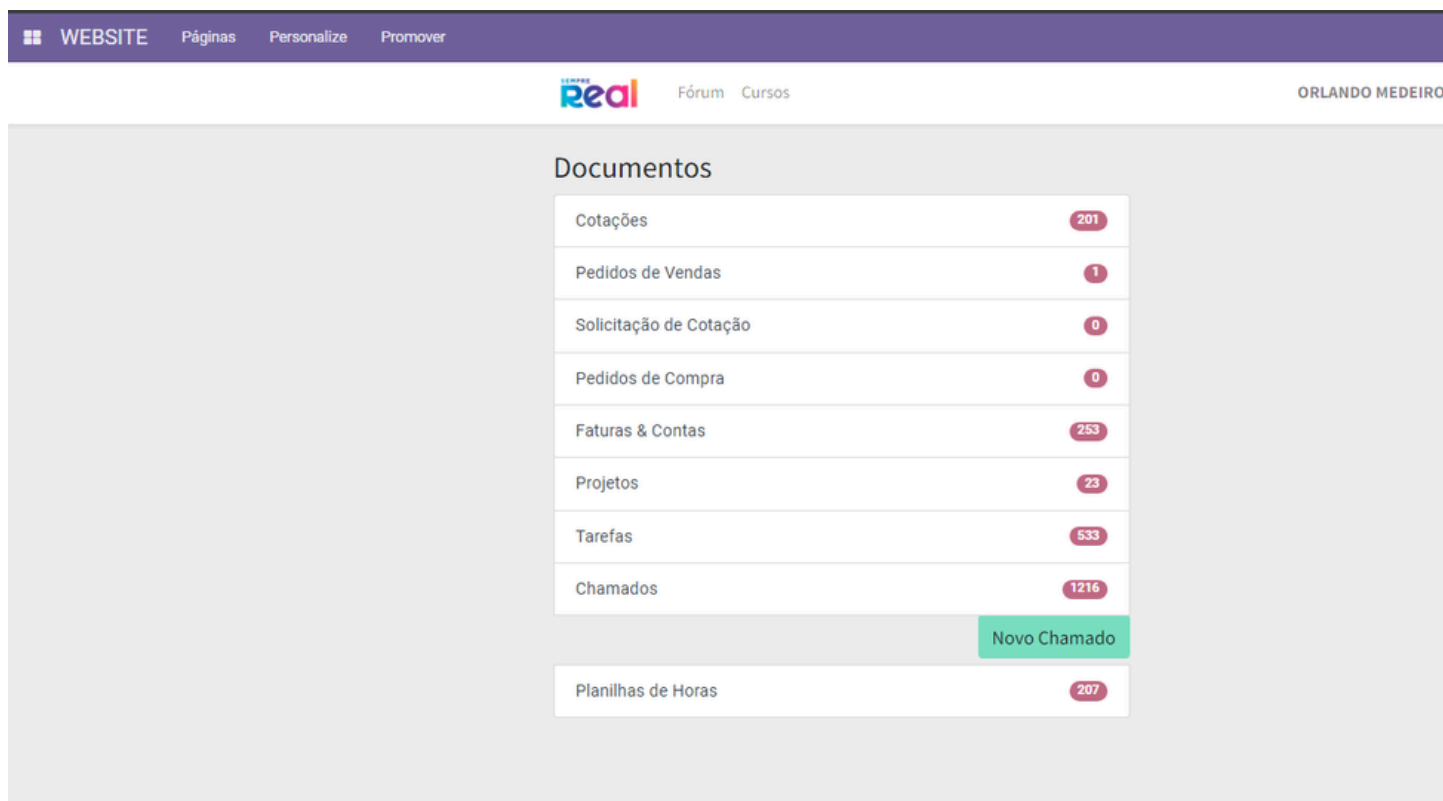 WEBSITE Páginas Personalize Promover
SEMPRE
Real Fórum Cursos ORLANDO MEDEIRO
Documentos
Cotações 201
Pedidos de Vendas 1
Solicitação de Cotação 0
Pedidos de Compra 0
Faturas & Contas 253
Projetos 23
Tarefas 533
Chamados 1216
Novo Chamado
Planilhas de Horas 207